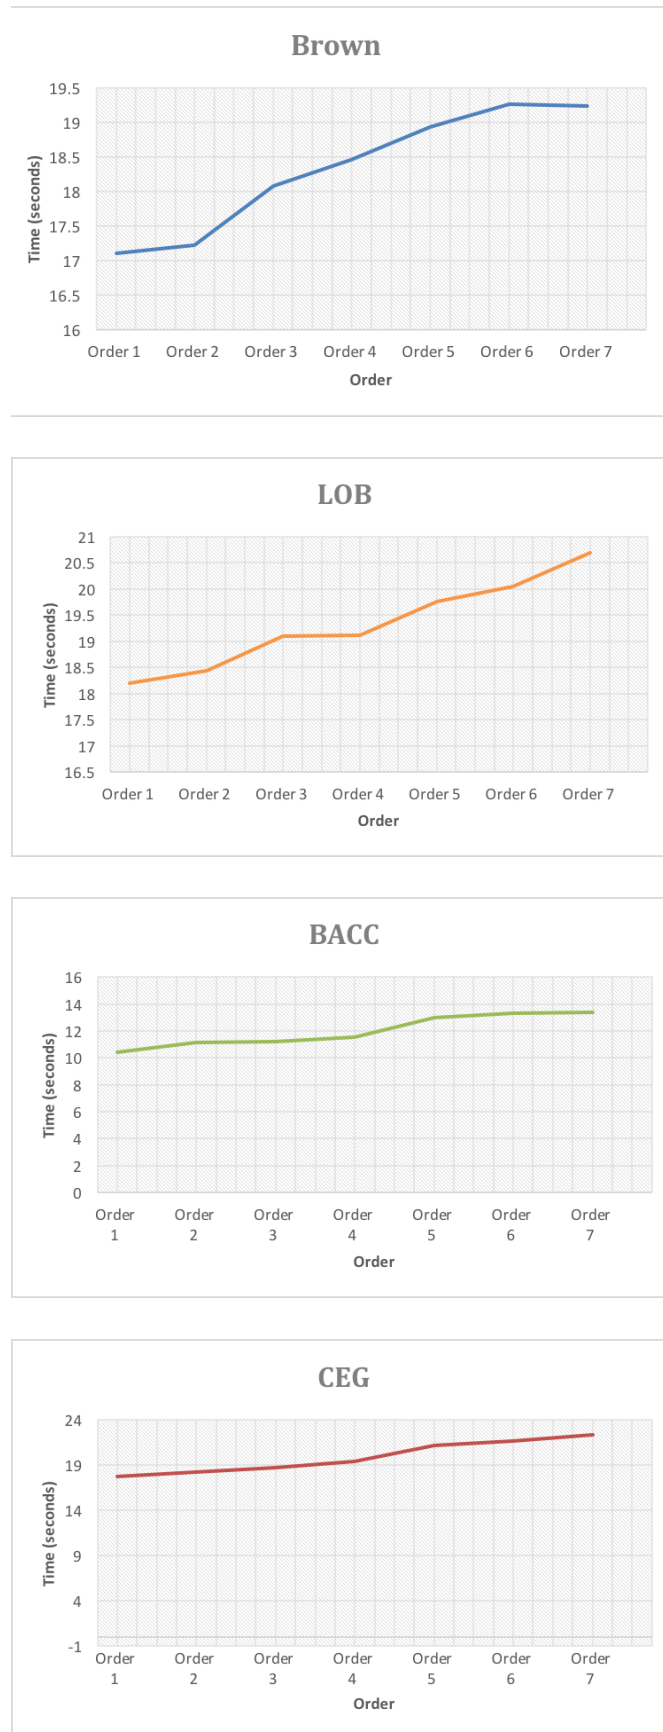 Brown
19.5
19
18.5
18
17.5
17
16.5
16
Time (seconds)
Order 1 Order 2 Order 3 Order 4 Order 5 Order 6 Order 7
Order
LOB
21
20.5
20
19.5
19
18.5
18
17.5
17
16.5
Time (seconds)
Order 1 Order 2 Order 3 Order 4 Order 5 Order 6 Order 7
Order
BACC
16
14
12
10
8
6
4
2
0
Time (seconds)
Order Order Order Order Order Order Order
1 2 3 4 5 6 7
Order
CEG
24
19
14
9
4
-1
Time (seconds)
Order Order Order Order Order Order Order
1 2 3 4 5 6 7
Order